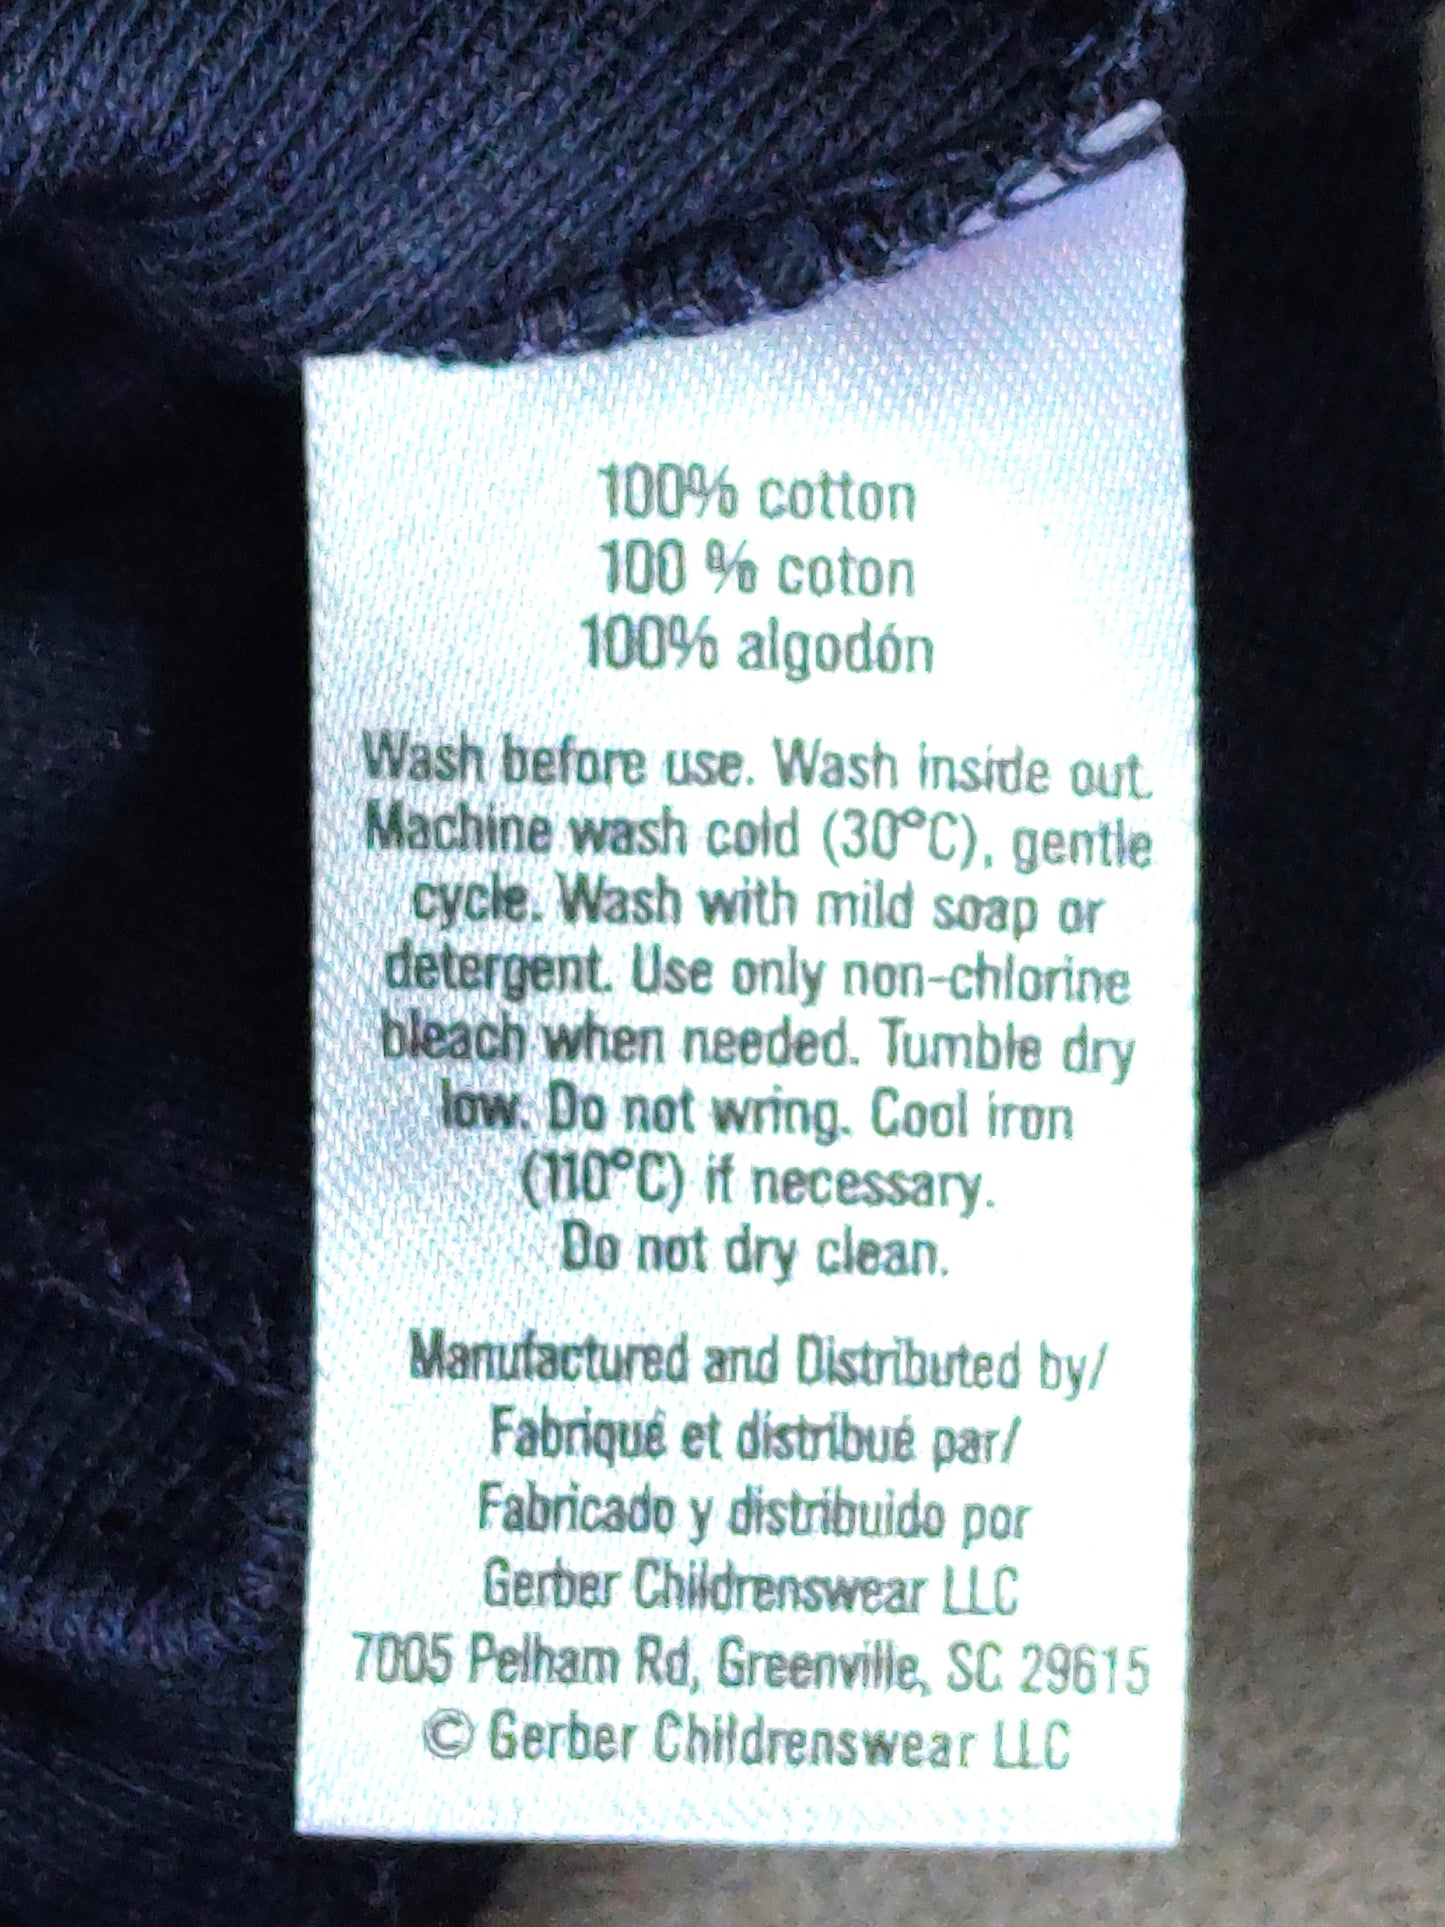 100% cotton
100 % coton
100% algodón
Wash before use. Wash inside out.
Machine wash cold (30°C), gentle
cycle. Wash with mild soap or
detergent. Use only non-chlorine
bleach when needed. Tumble dry
low. Do not wring. Cool iron
(110°C) if necessary.
Do not dry clean.
Manufactured and Distributed by/
Fabriqué et distribué par/
Fabricado y distribuido por
Gerber Childrenswear LLC
7005 Pelham Rd, Greenville, SC 29615
© Gerber Childrenswear LLC